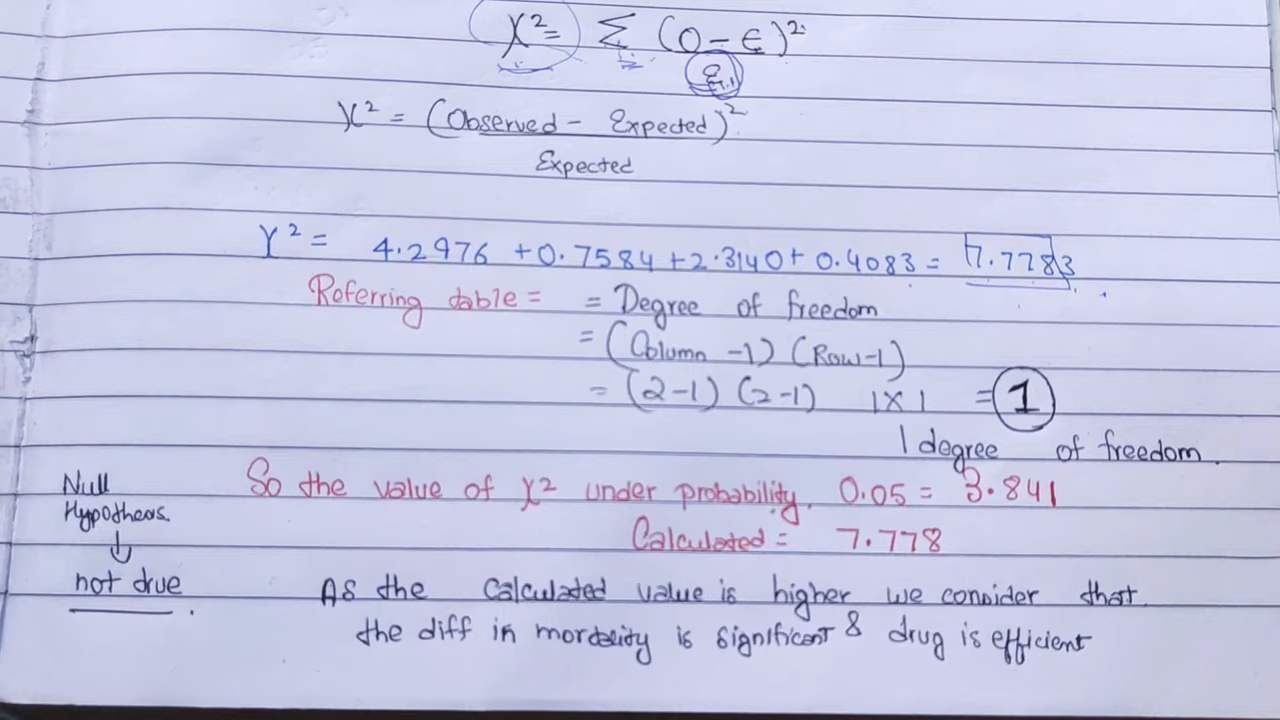 χ² = Σ (O - E)²
E
χ² = (Observed - Expected)²
Expected
χ² = 4.2976 + 0.7584 + 2.3140 + 0.4083 = 7.7783
Referring table = = Degree of freedom
= (Column - 1) (Row - 1)
= (2-1) (2-1) 1 x 1 = 1
1 degree of freedom.
So the value of χ² under probability, 0.05 = 3.841
Calculated = 7.778
Null
Hypothesis.
↓
not true.
As the calculated value is higher we consider that
the diff in mortality is significant & drug is efficient